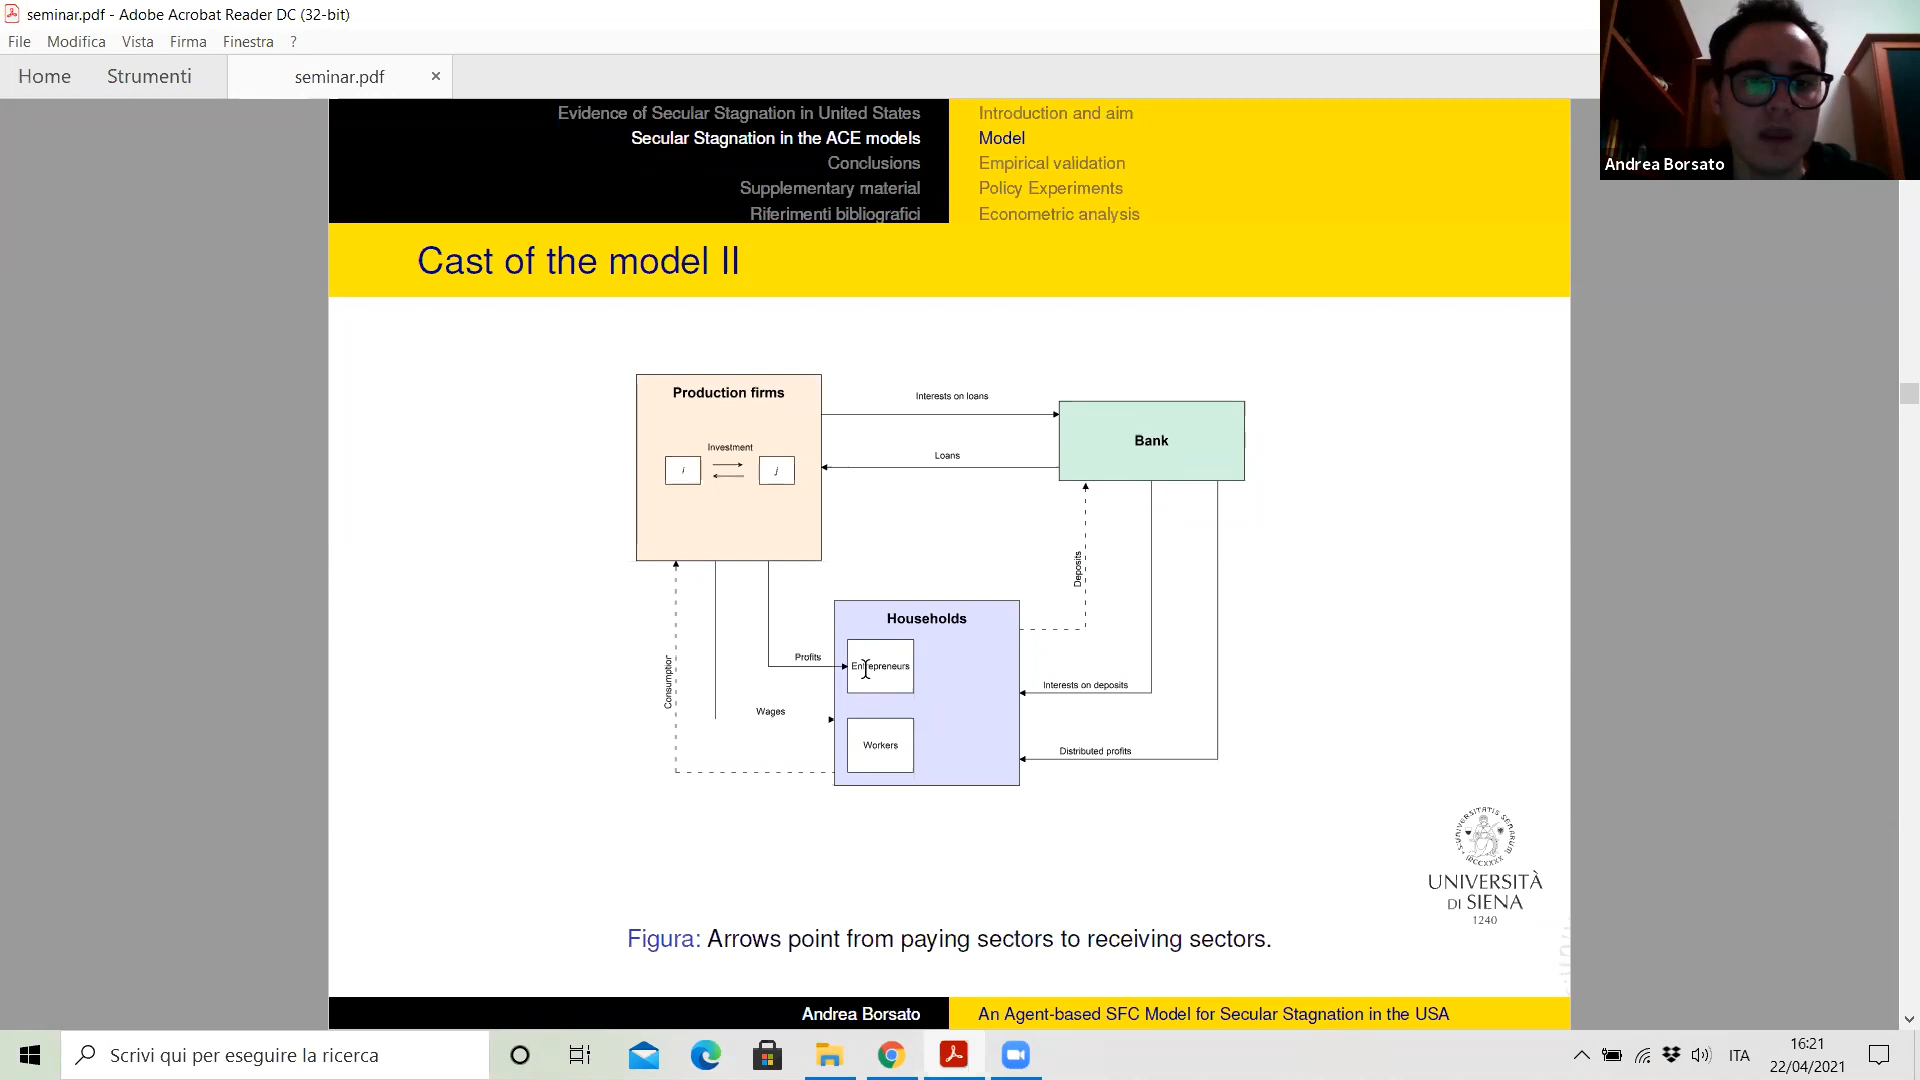 seminar.pdf - Adobe Acrobat Reader DC (32-bit)
File Modifica Vista Firma Finestra ?
Home Strumenti seminar.pdf ×
Evidence of Secular Stagnation in United States
Secular Stagnation in the ACE models
Conclusions
Supplementary material
Riferimenti bibliografici
Introduction and aim
Model
Empirical validation
Policy Experiments
Econometric analysis
Andrea Borsato
Cast of the model II
Production firms
Investment
i
j
Interests on loans
Loans
Bank
Deposits
Households
Entrepreneurs
Workers
Profits
Wages
Consumption
Interests on deposits
Distributed profits
UNIVERSITÀ
DI SIENA
1240
Figura: Arrows point from paying sectors to receiving sectors.
Andrea Borsato
An Agent-based SFC Model for Secular Stagnation in the USA
Scrivi qui per eseguire la ricerca
ITA
16:21
22/04/2021